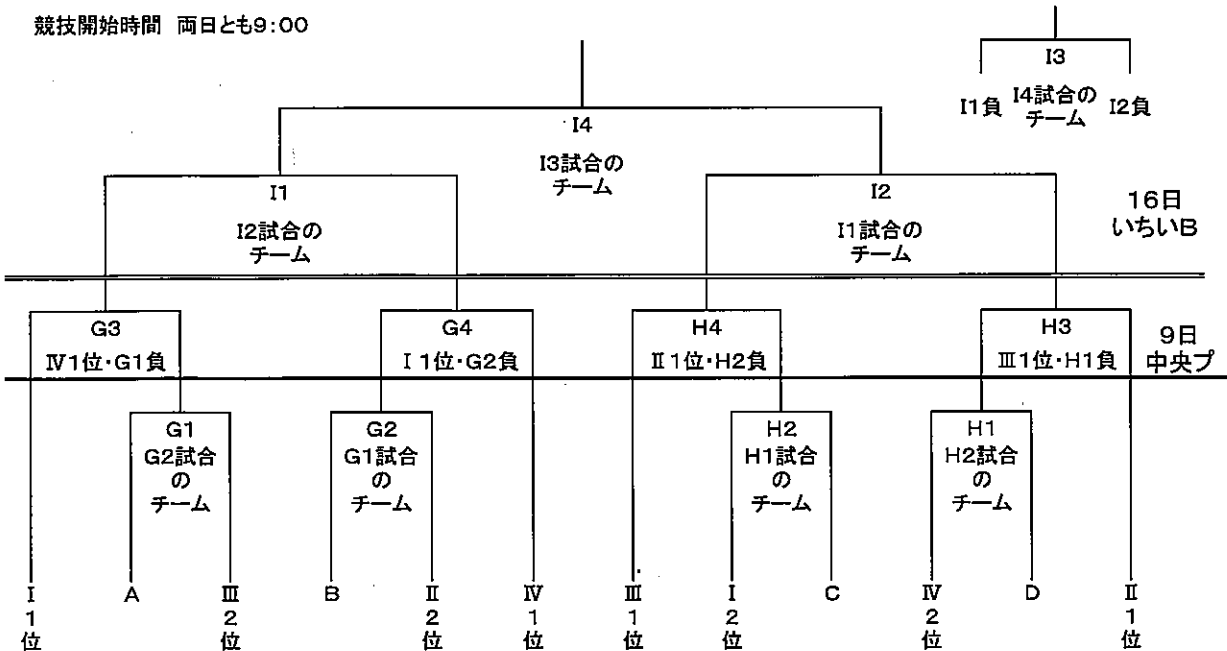 競技開始時間 両日とも9:00
I3
I1負 I4試合の I2負
チーム
I4
I3試合の
チーム
I1 I2
I2試合の I1試合の
チーム チーム
16日
いちいB
G3 G4 H4 H3
Ⅳ1位・G1負 Ⅰ1位・G2負 Ⅱ1位・H2負 Ⅲ1位・H1負
9日
中央プ
G1 G2 H2 H1
G2試合 G1試合 H1試合 H2試合
の の の の
チーム チーム チーム チーム
Ⅰ A Ⅲ B Ⅱ Ⅳ Ⅲ Ⅰ C Ⅳ D Ⅱ
1 2 2 1 1 2 2 1
位 位 位 位 位 位 位 位